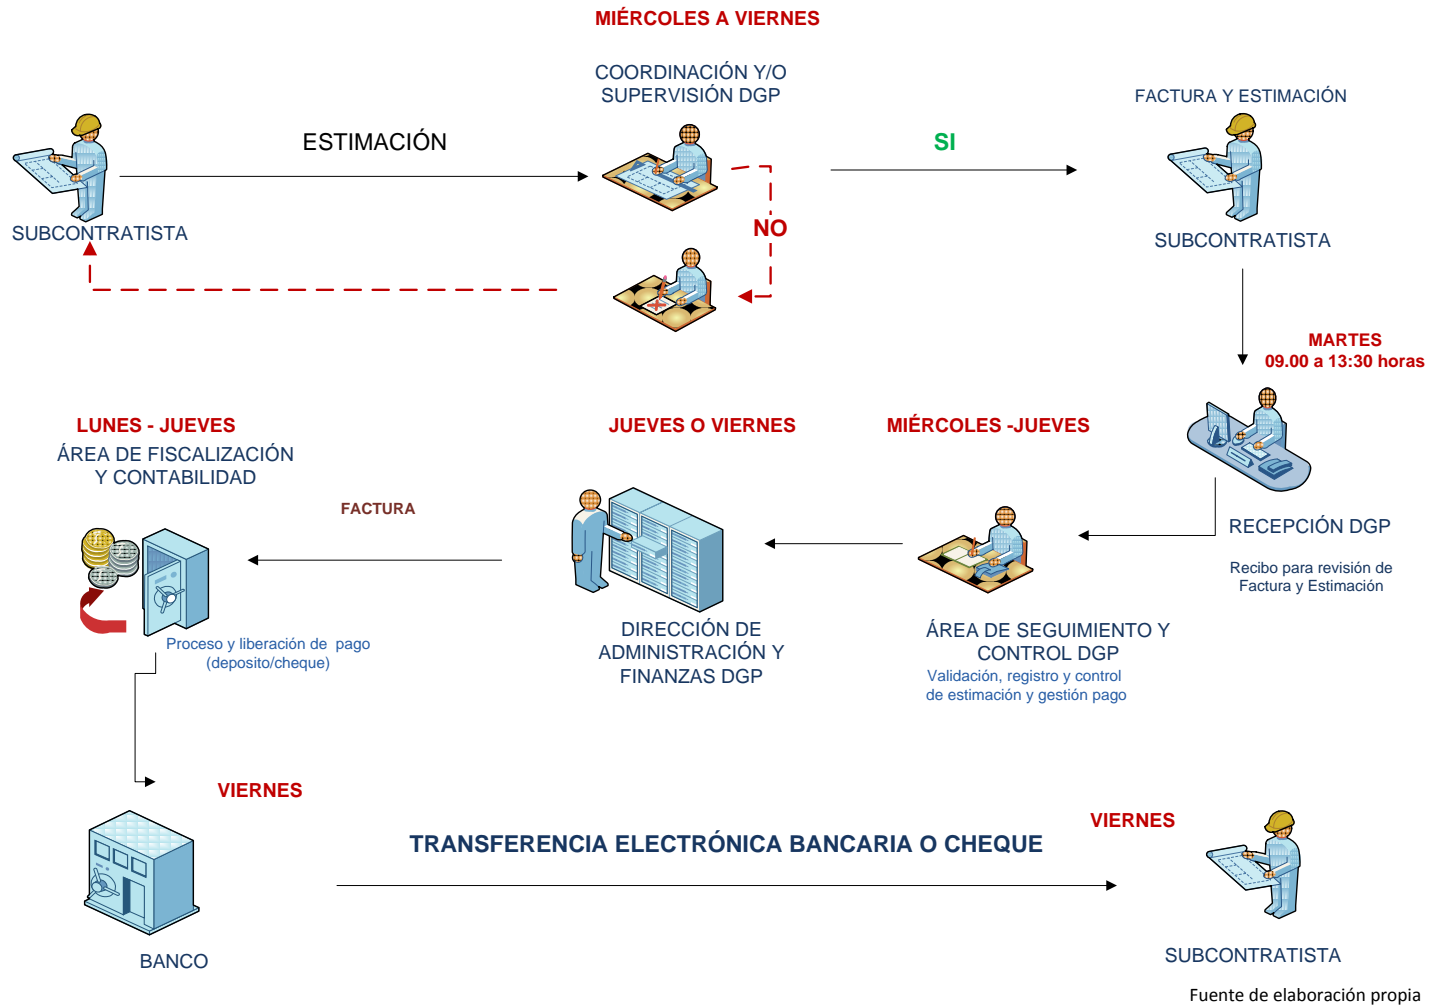 MIÉRCOLES A VIERNES
COORDINACIÓN Y/O
SUPERVISIÓN DGP
FACTURA Y ESTIMACIÓN
ESTIMACIÓN
SI
SUBCONTRATISTA
NO
SUBCONTRATISTA
MARTES
09.00 a 13:30 horas
LUNES - JUEVES
ÁREA DE FISCALIZACIÓN
Y CONTABILIDAD
JUEVES O VIERNES
MIÉRCOLES -JUEVES
FACTURA
RECEPCIÓN DGP
Recibo para revisión de
Factura y Estimación
Proceso y liberación de pago
(deposito/cheque)
DIRECCIÓN DE
ADMINISTRACIÓN Y
FINANZAS DGP
ÁREA DE SEGUIMIENTO Y
CONTROL DGP
Validación, registro y control
de estimación y gestión pago
VIERNES
TRANSFERENCIA ELECTRÓNICA BANCARIA O CHEQUE
VIERNES
BANCO
SUBCONTRATISTA
Fuente de elaboración propia